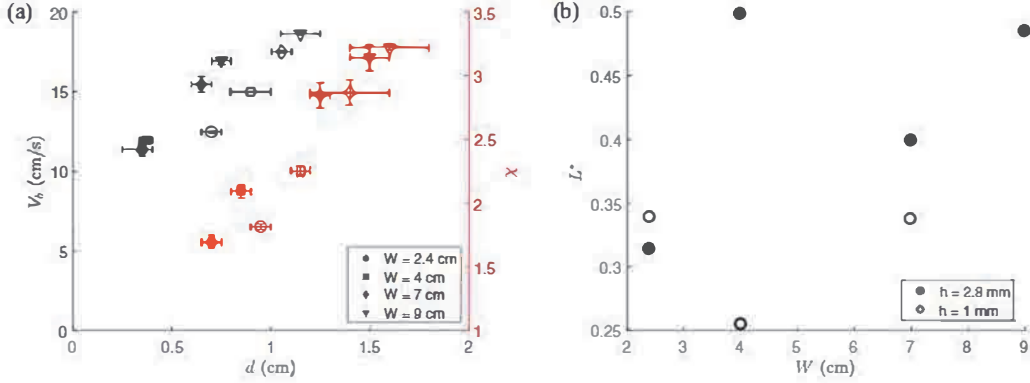 (a)
20
15
10
5
0
V_b (cm/s)
0
0.5
1
1.5
2
d (cm)
3.5
3
2.5
2
1.5
1
χ
W = 2.4 cm
W = 4 cm
W = 7 cm
W = 9 cm
(b)
0.5
0.45
0.4
0.35
0.3
0.25
L*
2
3
4
5
6
7
8
9
W (cm)
h = 2.8 mm
h = 1 mm